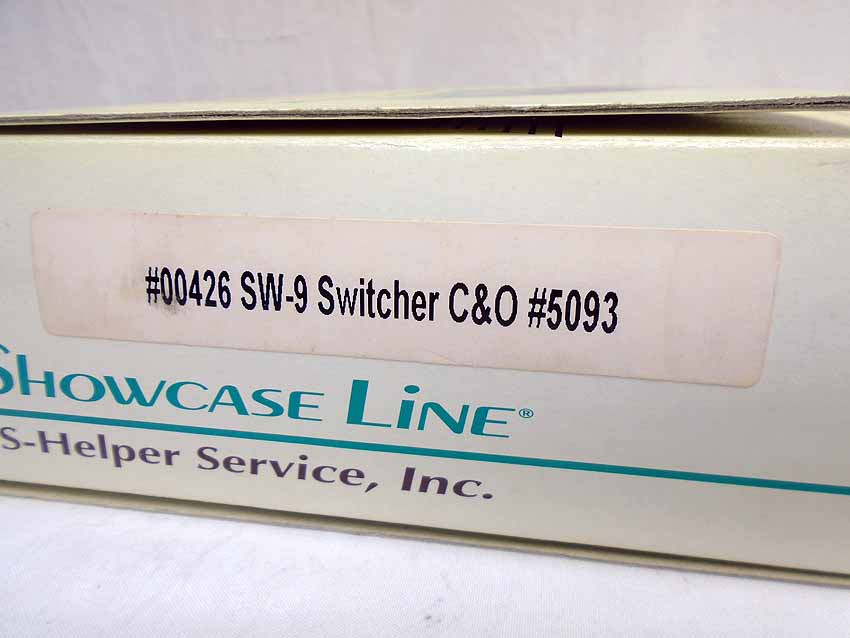 #00426 SW-9 Switcher C&O #5093
SHOWCASE LINE®
S-Helper Service, Inc.